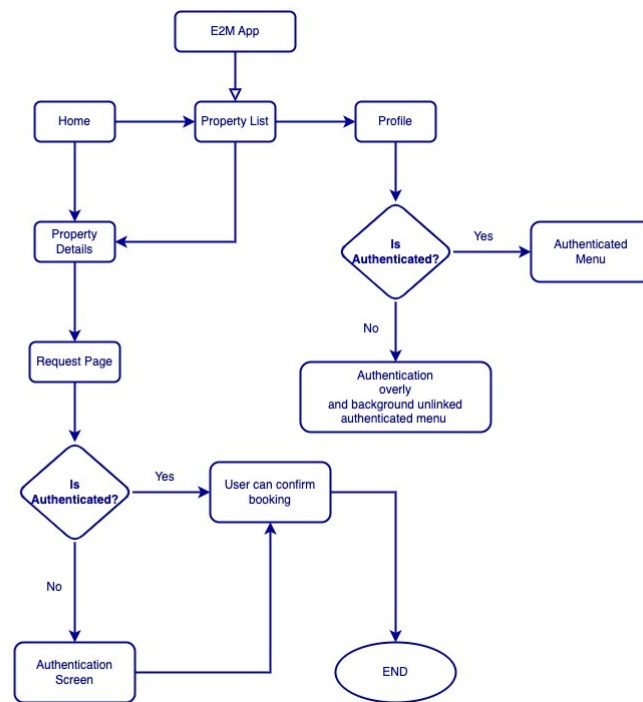 E2M App
Home
Property List
Profile
Property
Details
Is
Authenticated?
Yes
Authenticated
Menu
No
Request Page
Authentication
overly
and background unlinked
authenticated menu
Is
Authenticated?
Yes
User can confirm
booking
No
Authentication
Screen
END